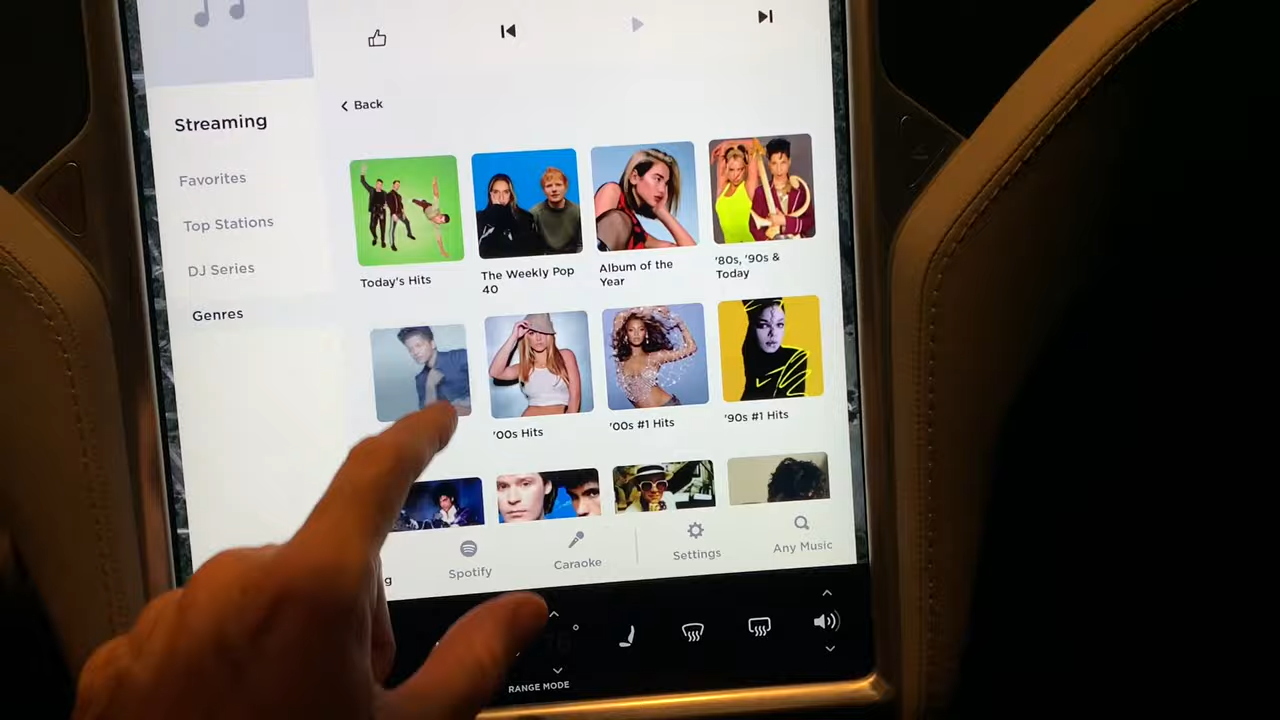 Back
Streaming
Favorites
Top Stations
DJ Series
Genres
Today's Hits
The Weekly Pop
40
Album of the
Year
'80s, '90s &
Today
'00s Hits
'00s #1 Hits
'90s #1 Hits
g
Spotify
Caraoke
Settings
Any Music
RANGE MODE